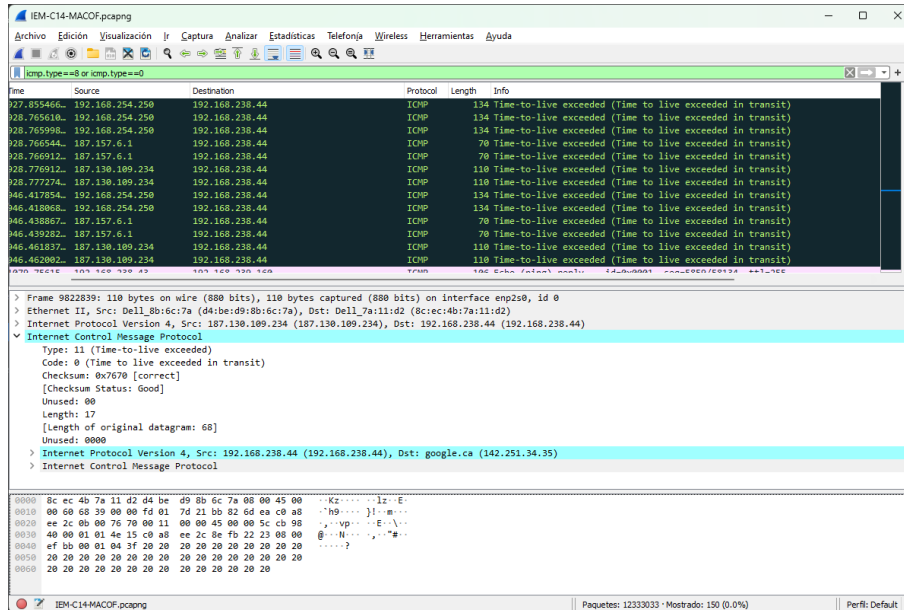 IEM-C14-MACOF.pcapng
Archivo Edición Visualización Ir Captura Analizar Estadísticas Telefonía Wireless Herramientas Ayuda
icmp.type==8 or icmp.type==0
Time Source Destination Protocol Length Info
927.855466… 192.168.254.250 192.168.238.44 ICMP 134 Time-to-live exceeded (Time to live exceeded in transit)
928.765610… 192.168.254.250 192.168.238.44 ICMP 134 Time-to-live exceeded (Time to live exceeded in transit)
928.765998… 192.168.254.250 192.168.238.44 ICMP 134 Time-to-live exceeded (Time to live exceeded in transit)
928.766544… 187.157.6.1 192.168.238.44 ICMP 70 Time-to-live exceeded (Time to live exceeded in transit)
928.766912… 187.157.6.1 192.168.238.44 ICMP 70 Time-to-live exceeded (Time to live exceeded in transit)
928.776912… 187.130.109.234 192.168.238.44 ICMP 110 Time-to-live exceeded (Time to live exceeded in transit)
928.777274… 187.130.109.234 192.168.238.44 ICMP 110 Time-to-live exceeded (Time to live exceeded in transit)
946.417854… 192.168.254.250 192.168.238.44 ICMP 134 Time-to-live exceeded (Time to live exceeded in transit)
946.418068… 192.168.254.250 192.168.238.44 ICMP 134 Time-to-live exceeded (Time to live exceeded in transit)
946.438867… 187.157.6.1 192.168.238.44 ICMP 70 Time-to-live exceeded (Time to live exceeded in transit)
946.439282… 187.157.6.1 192.168.238.44 ICMP 70 Time-to-live exceeded (Time to live exceeded in transit)
946.461837… 187.130.109.234 192.168.238.44 ICMP 110 Time-to-live exceeded (Time to live exceeded in transit)
946.462002… 187.130.109.234 192.168.238.44 ICMP 110 Time-to-live exceeded (Time to live exceeded in transit)
Frame 9822839: 110 bytes on wire (880 bits), 110 bytes captured (880 bits) on interface enp2s0, id 0
Ethernet II, Src: Dell_8b:6c:7a (d4:be:d9:8b:6c:7a), Dst: Dell_7a:11:d2 (8c:ec:4b:7a:11:d2)
Internet Protocol Version 4, Src: 187.130.109.234 (187.130.109.234), Dst: 192.168.238.44 (192.168.238.44)
Internet Control Message Protocol
Type: 11 (Time-to-live exceeded)
Code: 0 (Time to live exceeded in transit)
Checksum: 0x7670 [correct]
[Checksum Status: Good]
Unused: 00
Length: 17
[Length of original datagram: 68]
Unused: 0000
Internet Protocol Version 4, Src: 192.168.238.44 (192.168.238.44), Dst: google.ca (142.251.34.35)
Internet Control Message Protocol
0000 8c ec 4b 7a 11 d2 d4 be d9 8b 6c 7a 08 00 45 00 ··Kz···· ··lz··E·
0010 00 60 68 39 00 00 fd 01 7d 21 bb 82 6d ea c0 a8 ·`h9···· }!··m···
0020 ee 2c 0b 00 76 70 00 11 00 00 45 00 00 5c cb 98 ·,··vp·· ··E··\··
0030 40 00 01 01 4e 15 c0 a8 ee 2c 8e fb 22 23 08 00 @···N··· ·,··"#··
0040 ef bb 00 01 04 3f 20 20 20 20 20 20 20 20 20 20 ·····?
0050 20 20 20 20 20 20 20 20 20 20 20 20 20 20 20 20
0060 20 20 20 20 20 20 20 20 20 20 20 20 20 20
IEM-C14-MACOF.pcapng Paquetes: 12333033 · Mostrado: 150 (0.0%) Perfil: Default